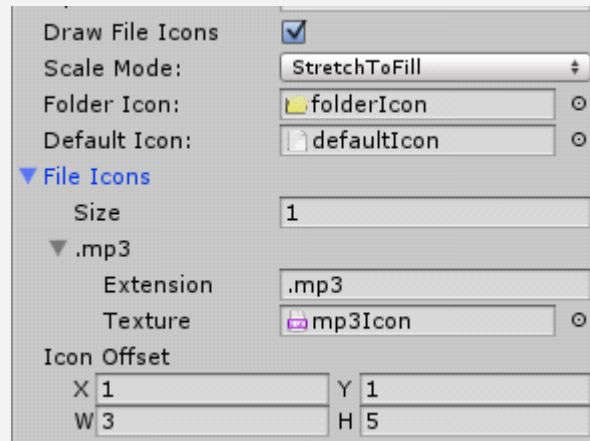 Draw File Icons
Scale Mode: StretchToFill
Folder Icon: folderIcon
Default Icon: defaultIcon
File Icons
Size 1
.mp3
Extension .mp3
Texture mp3Icon
Icon Offset
X 1 Y 1
W 3 H 5